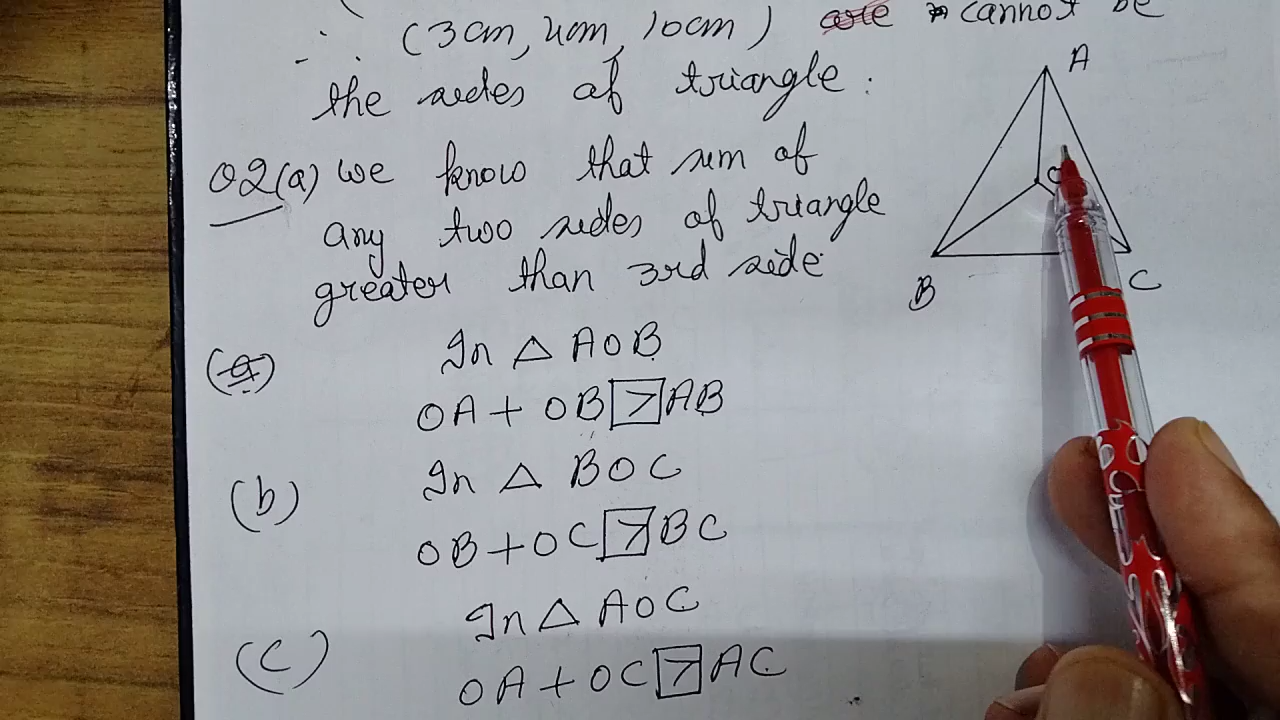 ∴ (3cm, 4cm, 10cm) are cannot be
the sides of triangle.
Q2(a) we know that sum of
any two sides of triangle
greater than 3rd side
A
O
B
C
(a) In △ AOB
OA + OB > AB
(b) In △ BOC
OB + OC > BC
(c) In △ AOC
OA + OC > AC